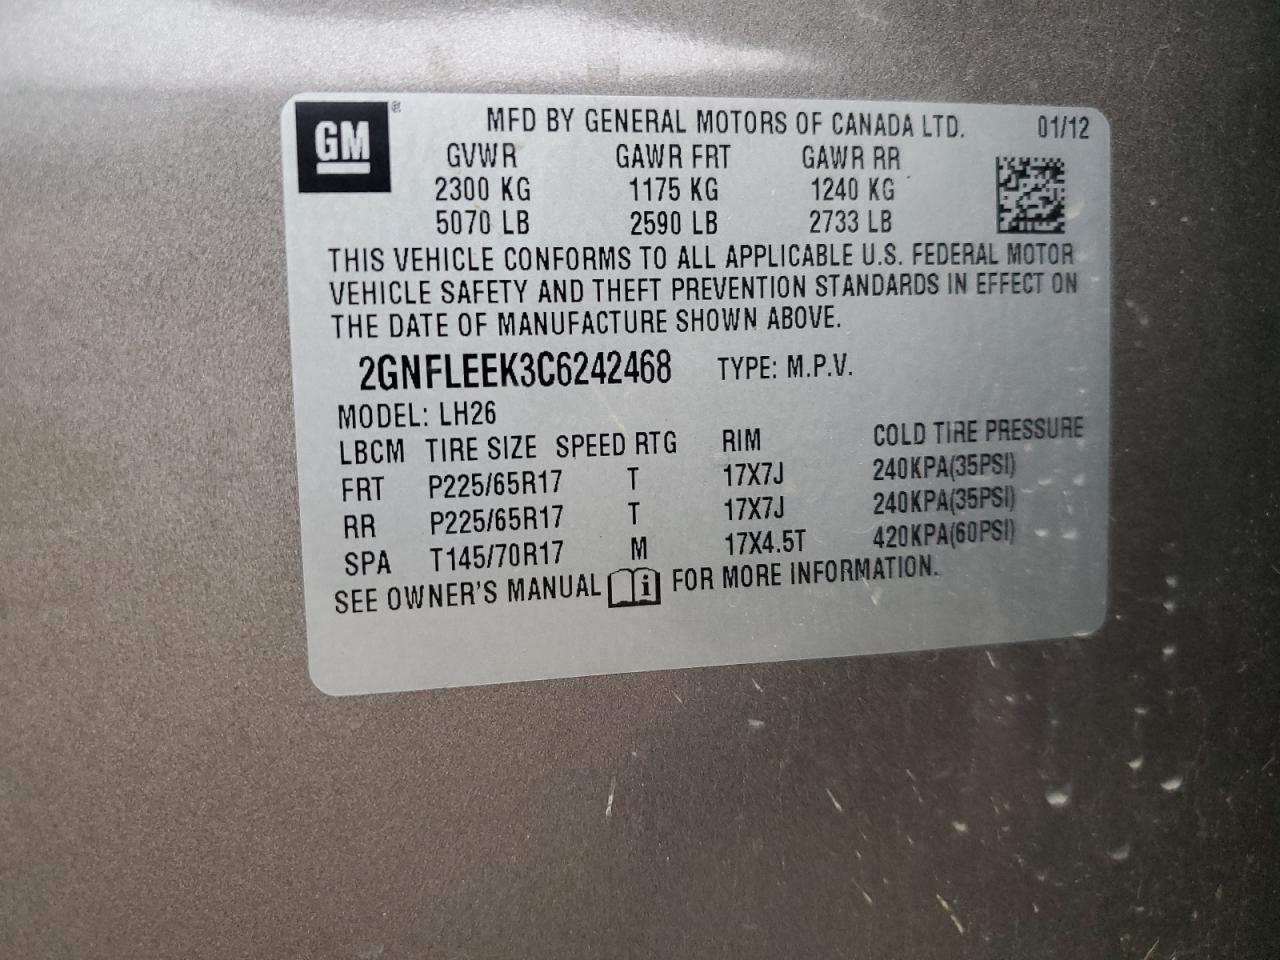 GM ® MFD BY GENERAL MOTORS OF CANADA LTD. 01/12
GVWR GAWR FRT GAWR RR
2300 KG 1175 KG 1240 KG
5070 LB 2590 LB 2733 LB
THIS VEHICLE CONFORMS TO ALL APPLICABLE U.S. FEDERAL MOTOR
VEHICLE SAFETY AND THEFT PREVENTION STANDARDS IN EFFECT ON
THE DATE OF MANUFACTURE SHOWN ABOVE.
2GNFLEEK3C6242468 TYPE: M.P.V.
MODEL: LH26
LBCM TIRE SIZE SPEED RTG RIM COLD TIRE PRESSURE
FRT P225/65R17 T 17X7J 240KPA(35PSI)
RR P225/65R17 T 17X7J 240KPA(35PSI)
SPA T145/70R17 M 17X4.5T 420KPA(60PSI)
SEE OWNER'S MANUAL i FOR MORE INFORMATION.